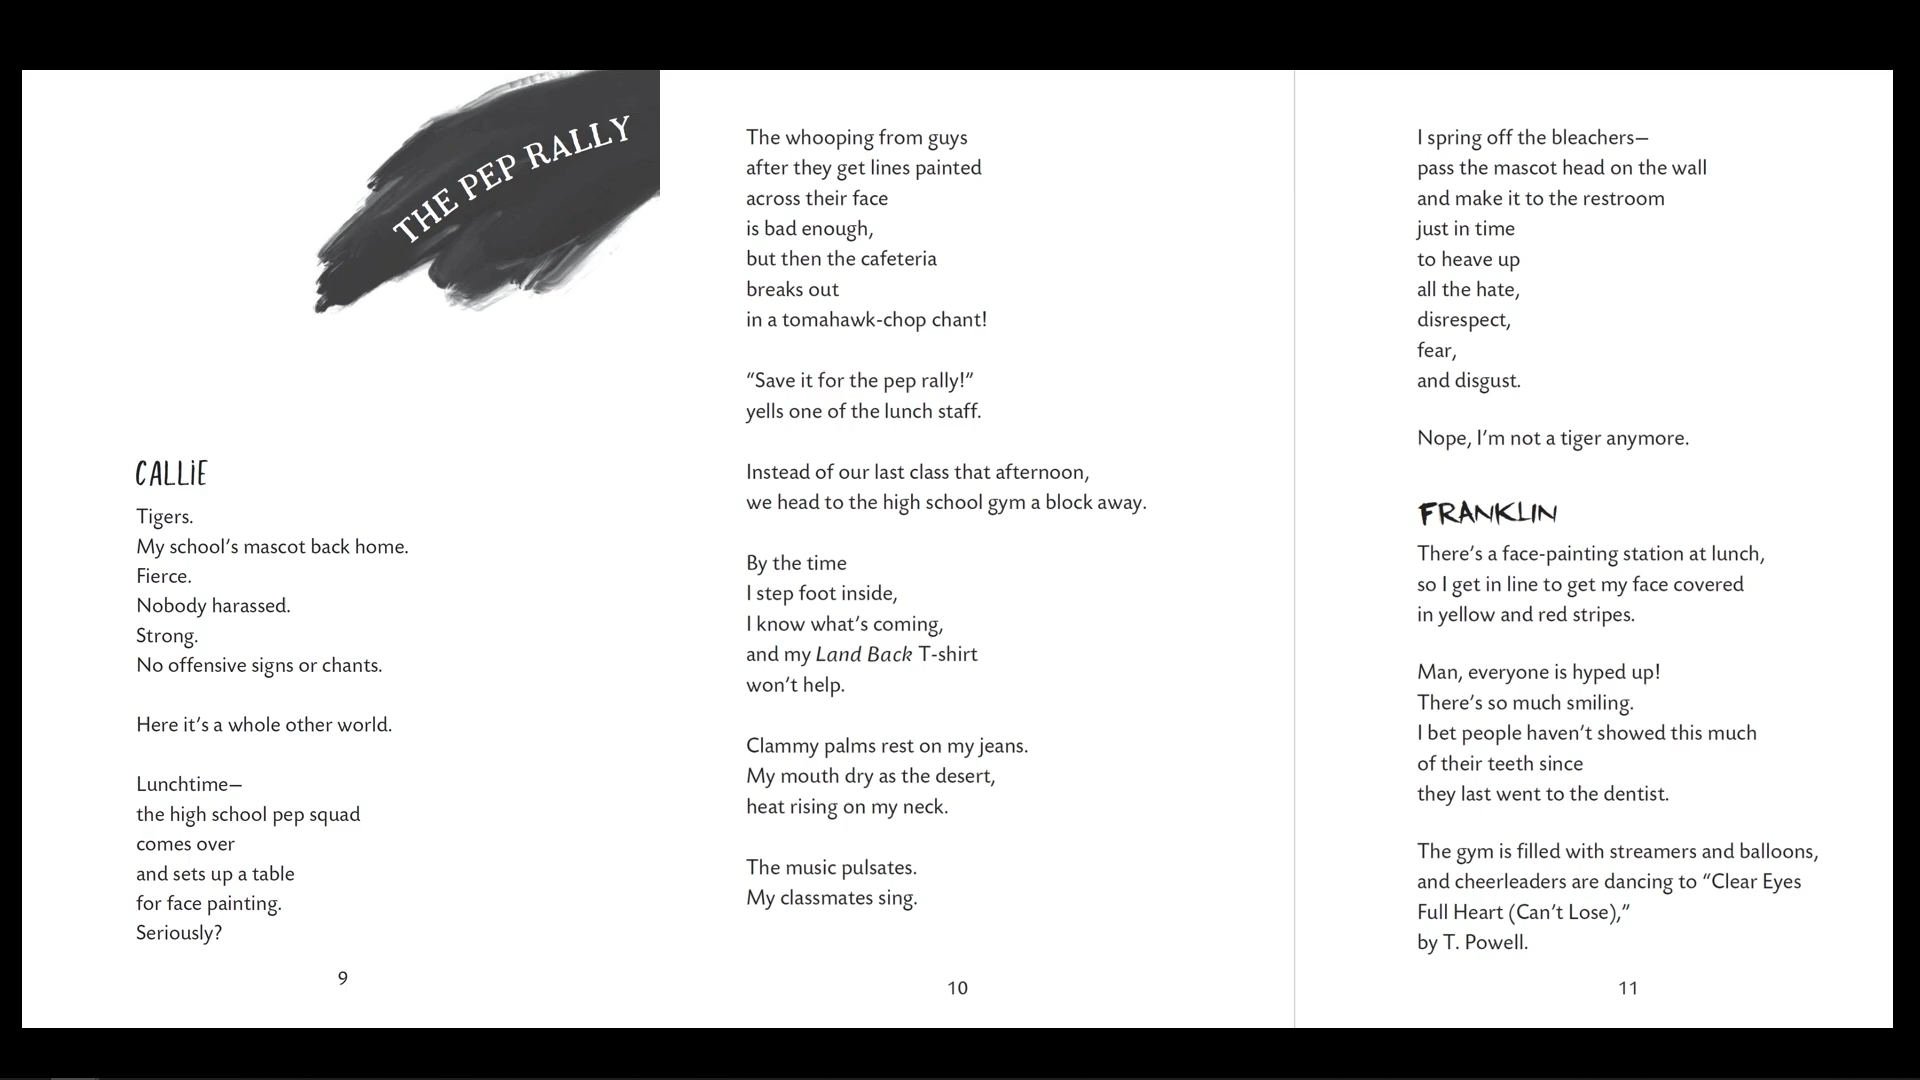 THE PEP RALLY
CALLIE
Tigers.
My school’s mascot back home.
Fierce.
Nobody harassed.
Strong.
No offensive signs or chants.
Here it’s a whole other world.
Lunchtime—
the high school pep squad
comes over
and sets up a table
for face painting.
Seriously?
9
The whooping from guys
after they get lines painted
across their face
is bad enough,
but then the cafeteria
breaks out
in a tomahawk-chop chant!
“Save it for the pep rally!”
yells one of the lunch staff.
Instead of our last class that afternoon,
we head to the high school gym a block away.
By the time
I step foot inside,
I know what’s coming,
and my Land Back T-shirt
won’t help.
Clammy palms rest on my jeans.
My mouth dry as the desert,
heat rising on my neck.
The music pulsates.
My classmates sing.
10
I spring off the bleachers—
pass the mascot head on the wall
and make it to the restroom
just in time
to heave up
all the hate,
disrespect,
fear,
and disgust.
Nope, I’m not a tiger anymore.
FRANKLIN
There’s a face-painting station at lunch,
so I get in line to get my face covered
in yellow and red stripes.
Man, everyone is hyped up!
There’s so much smiling.
I bet people haven’t showed this much
of their teeth since
they last went to the dentist.
The gym is filled with streamers and balloons,
and cheerleaders are dancing to “Clear Eyes
Full Heart (Can’t Lose),”
by T. Powell.
11